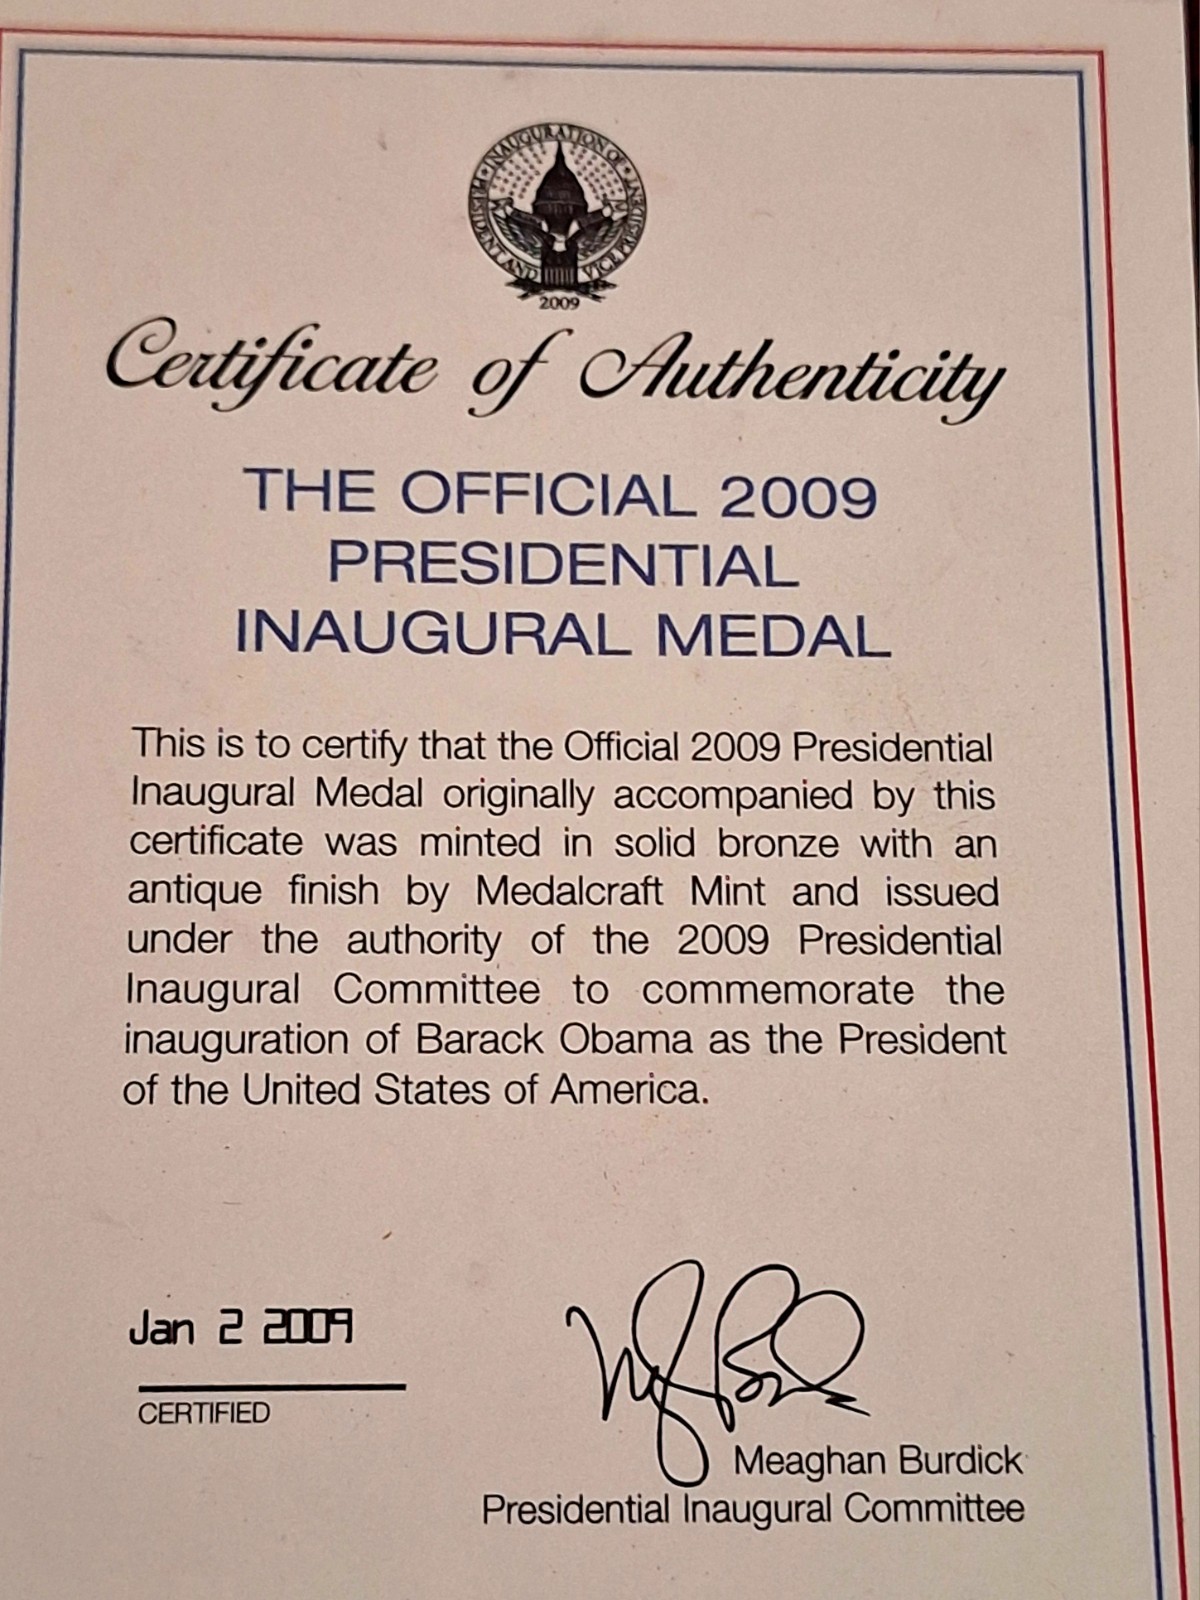 INAUGURATION OF
PRESIDENT AND
VICE PRESIDENT
2009
Certificate of Authenticity
THE OFFICIAL 2009
PRESIDENTIAL
INAUGURAL MEDAL
This is to certify that the Official 2009 Presidential
Inaugural Medal originally accompanied by this
certificate was minted in solid bronze with an
antique finish by Medalcraft Mint and issued
under the authority of the 2009 Presidential
Inaugural Committee to commemorate the
inauguration of Barack Obama as the President
of the United States of America.
Jan 2 2009
CERTIFIED
Meaghan Burdick
Presidential Inaugural Committee